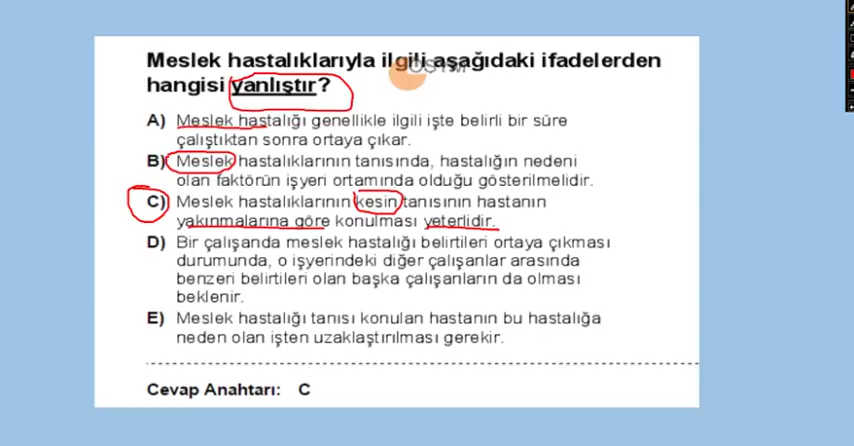 Meslek hastalıklarıyla ilgili aşağıdaki ifadelerden
hangisi yanlıştır?
A) Meslek hastalığı genellikle ilgili işte belirli bir süre
çalıştıktan sonra ortaya çıkar.
B) Meslek hastalıklarının tanısında, hastalığın nedeni
olan faktörün işyeri ortamında olduğu gösterilmelidir.
C) Meslek hastalıklarının kesin tanısının hastanın
yakınmalarına göre konulması yeterlidir.
D) Bir çalışanda meslek hastalığı belirtileri ortaya çıkması
durumunda, o işyerindeki diğer çalışanlar arasında
benzeri belirtileri olan başka çalışanların da olması
beklenir.
E) Meslek hastalığı tanısı konulan hastanın bu hastalığa
neden olan işten uzaklaştırılması gerekir.
Cevap Anahtarı: C